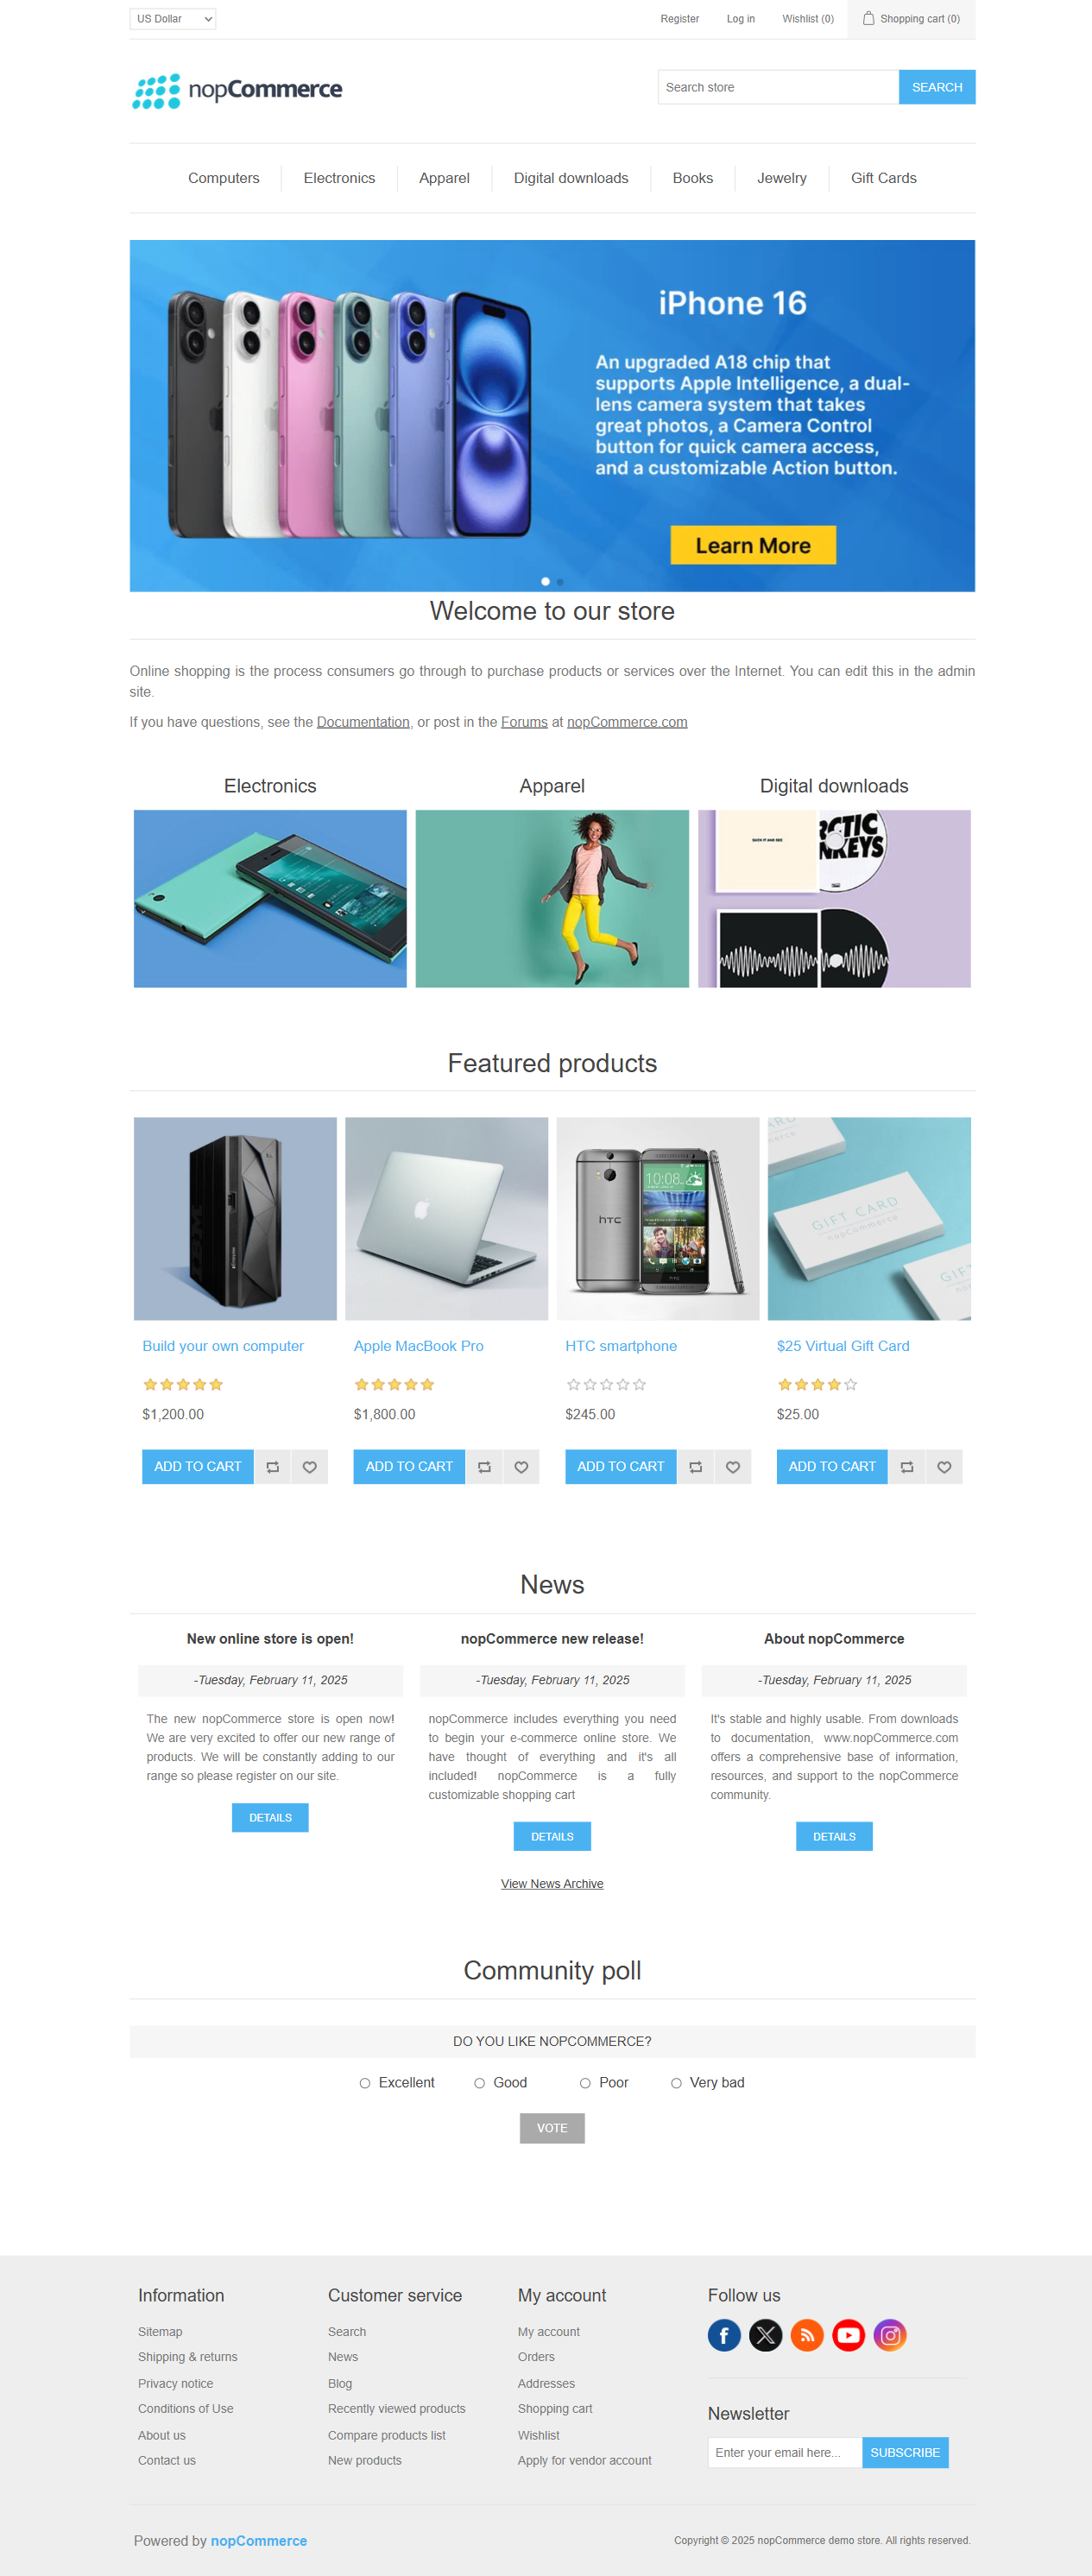 US Dollar
Register
Log in
Wishlist (0)
Shopping cart (0)
nopCommerce
Search store
SEARCH
Computers
Electronics
Apparel
Digital downloads
Books
Jewelry
Gift Cards
iPhone 16
An upgraded A18 chip that
supports Apple Intelligence, a dual-
lens camera system that takes
great photos, a Camera Control
button for quick camera access,
and a customizable Action button.
Learn More
Welcome to our store
Online shopping is the process consumers go through to purchase products or services over the Internet. You can edit this in the admin
site.
If you have questions, see the Documentation, or post in the Forums at nopCommerce.com
Electronics
Apparel
Digital downloads
SUCK IT AND SEE
RCTIC
NKEYS
Featured products
10:08
hTC
GIFT CARD
nopCommerce
Build your own computer
$1,200.00
ADD TO CART
Apple MacBook Pro
$1,800.00
ADD TO CART
HTC smartphone
$245.00
ADD TO CART
$25 Virtual Gift Card
$25.00
ADD TO CART
News
New online store is open!
-Tuesday, February 11, 2025
The new nopCommerce store is open now!
We are very excited to offer our new range of
products. We will be constantly adding to our
range so please register on our site.
DETAILS
nopCommerce new release!
-Tuesday, February 11, 2025
nopCommerce includes everything you need
to begin your e-commerce online store. We
have thought of everything and it's all
included! nopCommerce is a fully
customizable shopping cart
DETAILS
About nopCommerce
-Tuesday, February 11, 2025
It's stable and highly usable. From downloads
to documentation, www.nopCommerce.com
offers a comprehensive base of information,
resources, and support to the nopCommerce
community.
DETAILS
View News Archive
Community poll
DO YOU LIKE NOPCOMMERCE?
Excellent
Good
Poor
Very bad
VOTE
Information
Sitemap
Shipping & returns
Privacy notice
Conditions of Use
About us
Contact us
Customer service
Search
News
Blog
Recently viewed products
Compare products list
New products
My account
My account
Orders
Addresses
Shopping cart
Wishlist
Apply for vendor account
Follow us
Newsletter
Enter your email here...
SUBSCRIBE
Powered by nopCommerce
Copyright © 2025 nopCommerce demo store. All rights reserved.